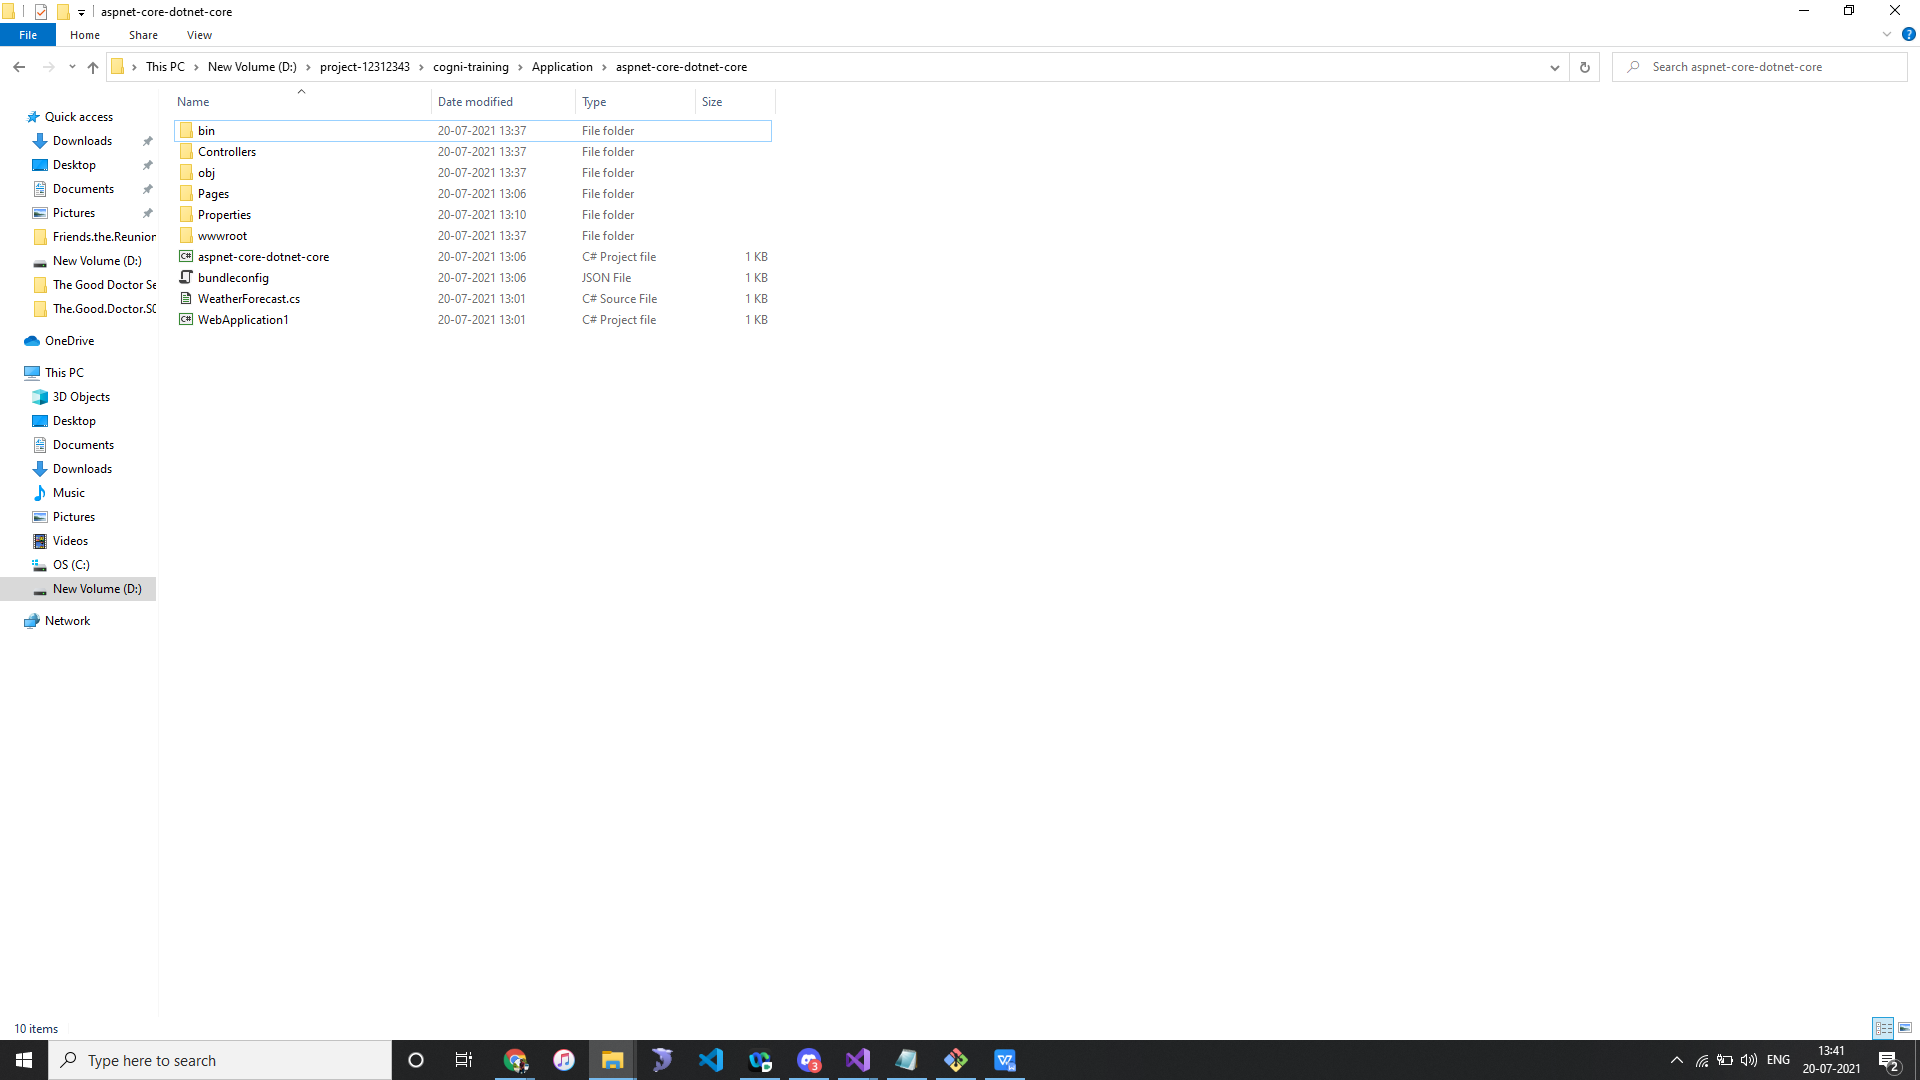 aspnet-core-dotnet-core
File Home Share View
This PC New Volume (D:) project-12312343 cogni-training Application aspnet-core-dotnet-core
Search aspnet-core-dotnet-core
Quick access
Downloads
Desktop
Documents
Pictures
Friends.the.Reunion
New Volume (D:)
The Good Doctor Se
The.Good.Doctor.S0
OneDrive
This PC
3D Objects
Desktop
Documents
Downloads
Music
Pictures
Videos
OS (C:)
New Volume (D:)
Network
Name Date modified Type Size
bin 20-07-2021 13:37 File folder
Controllers 20-07-2021 13:37 File folder
obj 20-07-2021 13:37 File folder
Pages 20-07-2021 13:06 File folder
Properties 20-07-2021 13:10 File folder
wwwroot 20-07-2021 13:37 File folder
aspnet-core-dotnet-core 20-07-2021 13:06 C# Project file 1 KB
bundleconfig 20-07-2021 13:06 JSON File 1 KB
WeatherForecast.cs 20-07-2021 13:01 C# Source File 1 KB
WebApplication1 20-07-2021 13:01 C# Project file 1 KB
10 items
Type here to search
3
ENG
13:41
20-07-2021
2